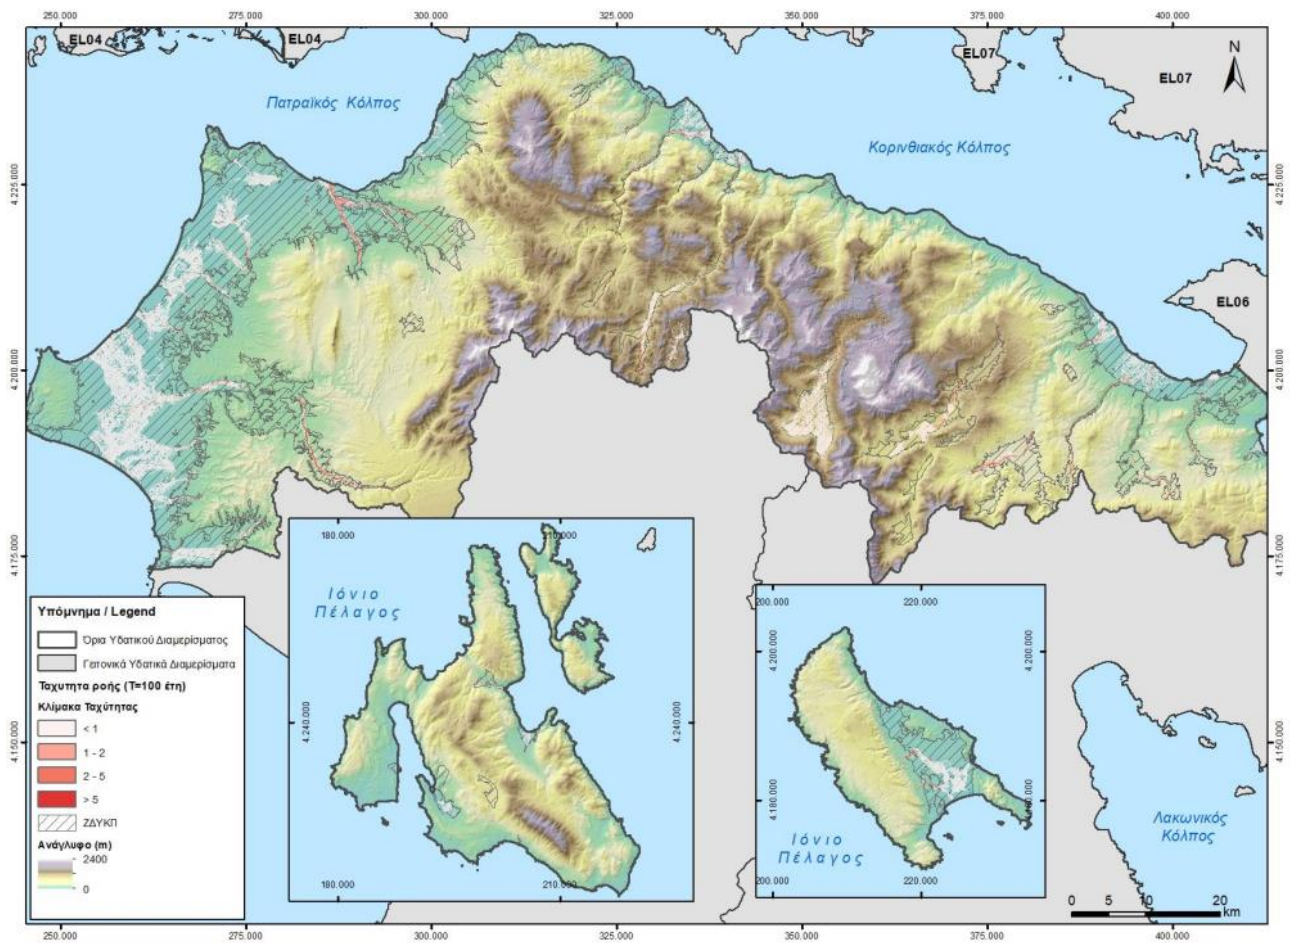 250.000 275.000 300.000 325.000 350.000 375.000 400.000
EL04 EL04 EL07
N
EL07
Πατραϊκός Κόλπος
Κορινθιακός Κόλπος
4.225.000 4.225.000
EL06
4.200.000 4.200.000
4.175.000 4.175.000
4.150.000 4.150.000
180.000 210.000
Ιόνιο
Πέλαγος
4.240.000 4.240.000
180.000 210.000
200.000 220.000
4.200.000 4.200.000
4.180.000 4.180.000
Ιόνιο
Πέλαγος
200.000 220.000
Λακωνικός
Κόλπος
Υπόμνημα / Legend
Όρια Υδατικού Διαμερίσματος
Γειτονικά Υδατικά Διαμερίσματα
Ταχυτητα ροής (T=100 έτη)
Κλίμακα Ταχύτητας
< 1
1 - 2
2 - 5
> 5
ΖΔΥΚΠ
Ανάγλυφο (m)
2400
0
0 5 10 20
km
250.000 275.000 300.000 325.000 350.000 375.000 400.000